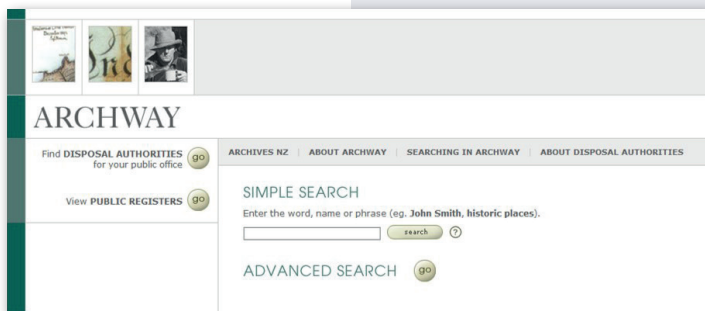 ARCHWAY
Find DISPOSAL AUTHORITIES go
for your public office
View PUBLIC REGISTERS go
ARCHIVES NZ | ABOUT ARCHWAY | SEARCHING IN ARCHWAY | ABOUT DISPOSAL AUTHORITIES
SIMPLE SEARCH
Enter the word, name or phrase (eg. John Smith, historic places).
search ?
ADVANCED SEARCH go